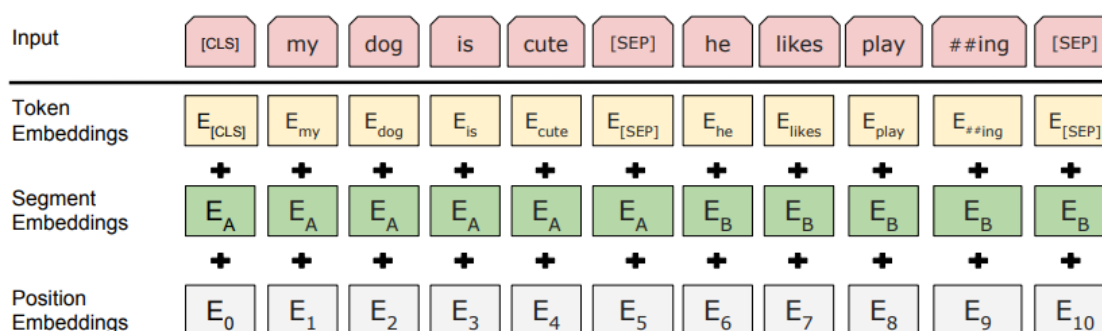 Input [CLS] my dog is cute [SEP] he likes play ##ing [SEP]
Token
Embeddings E[CLS] Emy Edog Eis Ecute E[SEP] Ehe Elikes Eplay E##ing E[SEP]
+ + + + + + + + + + +
Segment
Embeddings EA EA EA EA EA EA EB EB EB EB EB
+ + + + + + + + + + +
Position
Embeddings E0 E1 E2 E3 E4 E5 E6 E7 E8 E9 E10